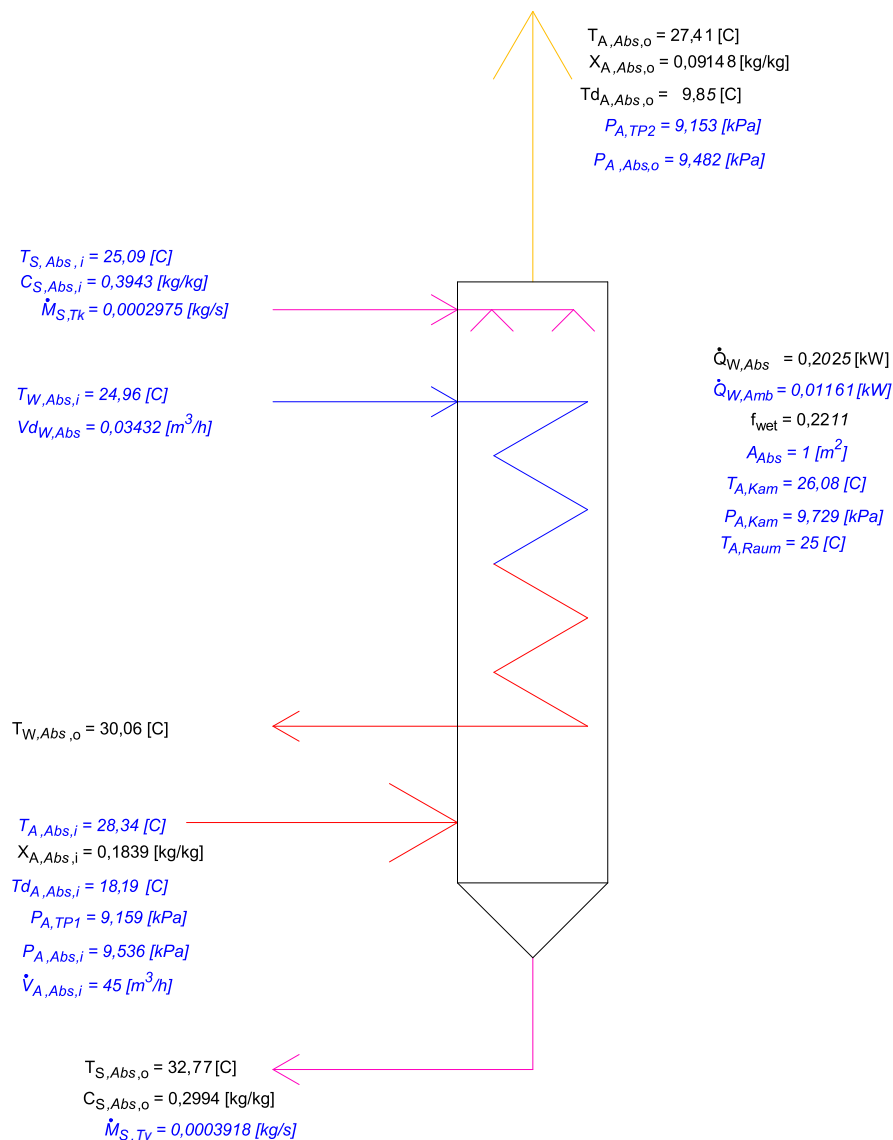 T_A,Abs,o = 27,41 [C]
X_A,Abs,o = 0,09148 [kg/kg]
Td_A,Abs,o = 9,85 [C]
P_A,TP2 = 9,153 [kPa]
P_A,Abs,o = 9,482 [kPa]
T_S,Abs,i = 25,09 [C]
C_S,Abs,i = 0,3943 [kg/kg]
Ṁ_S,Tk = 0,0002975 [kg/s]
Q̇_W,Abs = 0,2025 [kW]
Q̇_W,Amb = 0,01161 [kW]
f_wet = 0,2211
A_Abs = 1 [m²]
T_A,Kam = 26,08 [C]
P_A,Kam = 9,729 [kPa]
T_A,Raum = 25 [C]
T_W,Abs,i = 24,96 [C]
Vd_W,Abs = 0,03432 [m³/h]
T_W,Abs,o = 30,06 [C]
T_A,Abs,i = 28,34 [C]
X_A,Abs,i = 0,1839 [kg/kg]
Td_A,Abs,i = 18,19 [C]
P_A,TP1 = 9,159 [kPa]
P_A,Abs,i = 9,536 [kPa]
V̇_A,Abs,i = 45 [m³/h]
T_S,Abs,o = 32,77 [C]
C_S,Abs,o = 0,2994 [kg/kg]
Ṁ_S,Tv = 0,0003918 [kg/s]